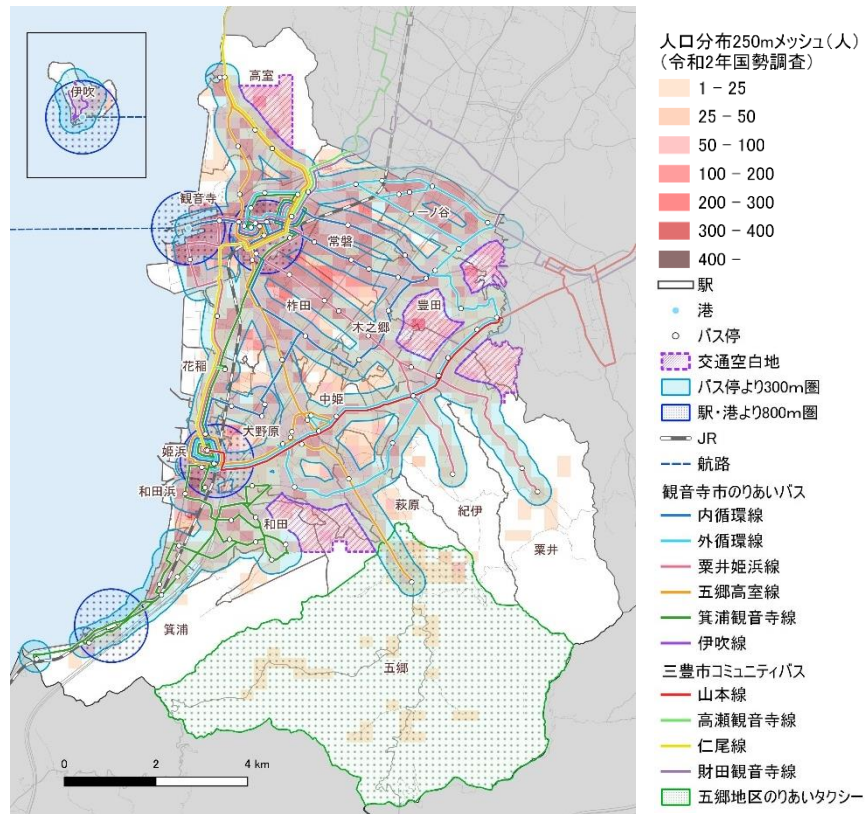 伊吹
高室
観音寺
一ノ谷
常磐
豊田
柞田
木之郷
花稲
中姫
大野原
姫浜
萩原
紀伊
和田浜
和田
粟井
箕浦
五郷
0 2 4 km
人口分布250mメッシュ(人)
(令和2年国勢調査)
1 - 25
25 - 50
50 - 100
100 - 200
200 - 300
300 - 400
400 -
駅
港
バス停
交通空白地
バス停より300m圏
駅・港より800m圏
JR
航路
観音寺市のりあいバス
内循環線
外循環線
粟井姫浜線
五郷高室線
箕浦観音寺線
伊吹線
三豊市コミュニティバス
山本線
高瀬観音寺線
仁尾線
財田観音寺線
五郷地区のりあいタクシー